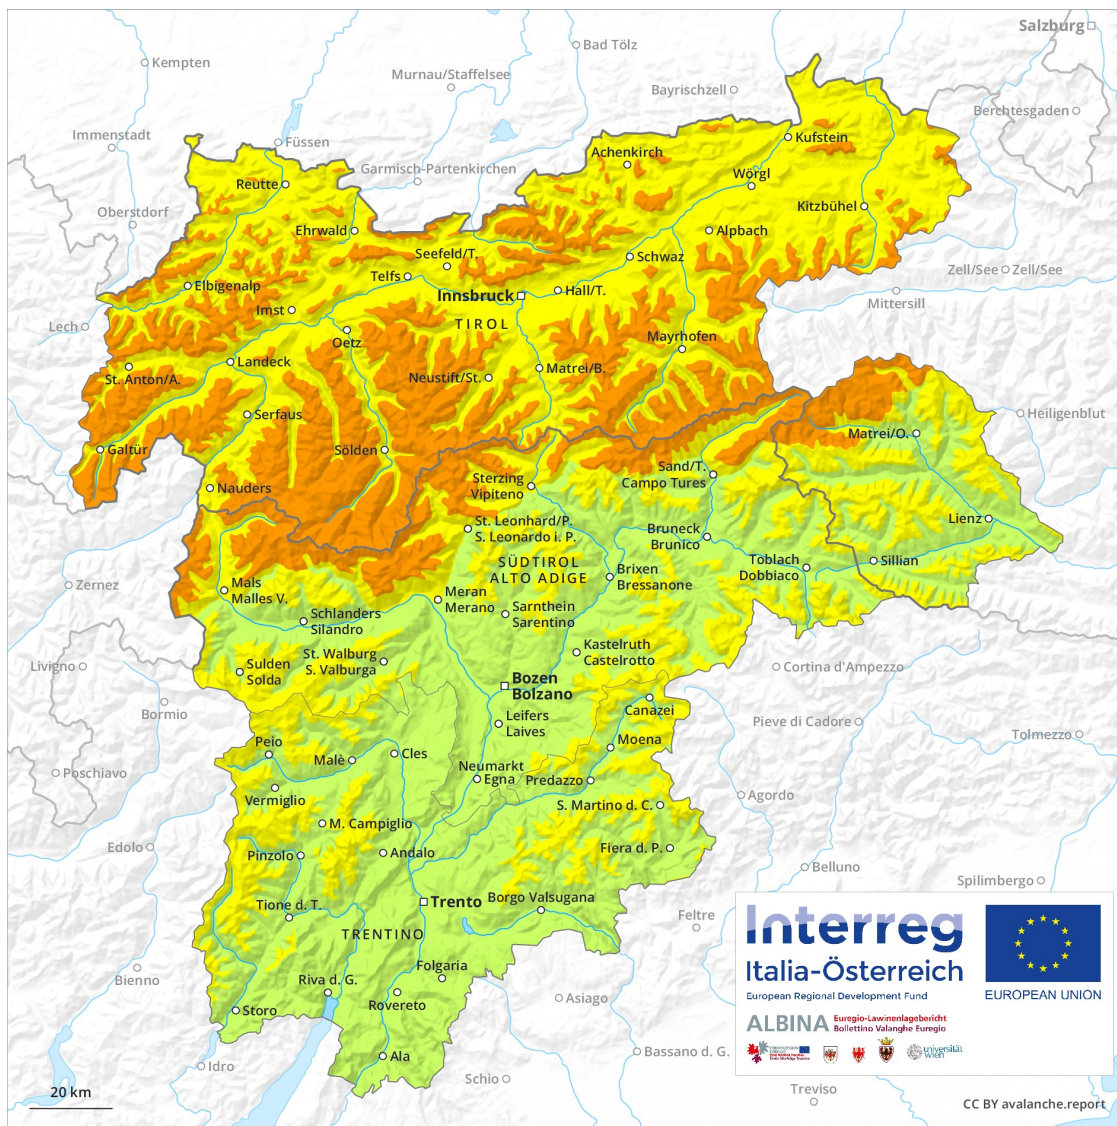 Salzburg
Bad Tölz
Kempten
Murnau/Staffelsee
Bayrischzell
Berchtesgaden
Immenstadt
Füssen
Kufstein
Achenkirch
Garmisch-Partenkirchen
Wörgl
Reutte
Oberstdorf
Kitzbühel
Ehrwald
Alpbach
Seefeld/T.
Schwaz
Telfs
Zell/See
Zell/See
Elbigenalp
Hall/T.
Innsbruck
Mittersill
Imst
TIROL
Lech
Oetz
Mayrhofen
Landeck
Matrei/B.
St. Anton/A.
Neustift/St.
Serfaus
Heiligenblut
Matrei/O.
Galtür
Sölden
Sand/T.
Campo Tures
Sterzing
Vipiteno
Nauders
Lienz
St. Leonhard/P.
S. Leonardo i. P.
Bruneck
Brunico
SÜDTIROL
ALTO ADIGE
Toblach
Dobbiaco
Sillian
Brixen
Bressanone
Zernez
Mals
Malles V.
Meran
Merano
Sarnthein
Sarentino
Schlanders
Silandro
Kastelruth
Castelrotto
St. Walburg
S. Valburga
Livigno
Sulden
Solda
Cortina d'Ampezzo
Bozen
Bolzano
Canazei
Bormio
Leifers
Laives
Pieve di Cadore
Tolmezzo
Peio
Moena
Malè
Cles
Neumarkt
Egna
Poschiavo
Predazzo
Vermiglio
Agordo
S. Martino d. C.
M. Campiglio
Edolo
Pinzolo
Andalo
Fiera d. P.
Belluno
Spilimbergo
Trento
Borgo Valsugana
Tione d. T.
Feltre
TRENTINO
Interreg
Italia-Österreich
European Regional Development Fund
EUROPEAN UNION
Folgaria
Bienno
Riva d. G.
Rovereto
Asiago
Storo
ALBINA
Euregio-Lawinenlagebericht
Bollettino Valanghe Euregio
universität
wien
Bassano d. G.
Ala
Idro
Schio
Treviso
20 km
CC BY avalanche.report